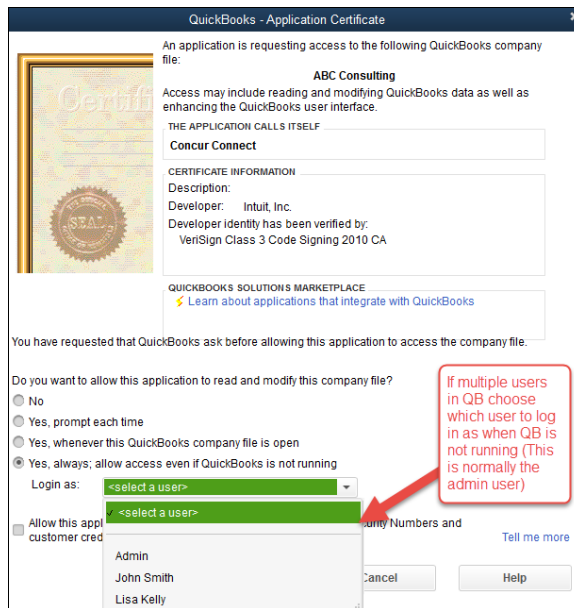 QuickBooks - Application Certificate
An application is requesting access to the following QuickBooks company
file:
ABC Consulting
Access may include reading and modifying QuickBooks data as well as
enhancing the QuickBooks user interface.
THE APPLICATION CALLS ITSELF
Concur Connect
CERTIFICATE INFORMATION
Description:
Developer: Intuit, Inc.
Developer identity has been verified by:
VeriSign Class 3 Code Signing 2010 CA
SEAL
QUICKBOOKS SOLUTIONS MARKETPLACE
Learn about applications that integrate with QuickBooks
You have requested that QuickBooks ask before allowing this application to access the company file.
Do you want to allow this application to read and modify this company file?
No
Yes, prompt each time
Yes, whenever this QuickBooks company file is open
Yes, always; allow access even if QuickBooks is not running
Login as: <select a user>
✓ <select a user>
Admin
John Smith
Lisa Kelly
If multiple users
in QB choose
which user to log
in as when QB is
not running (This
is normally the
admin user)
Allow this appl
Numbers and
customer cred
Tell me more
Cancel
Help